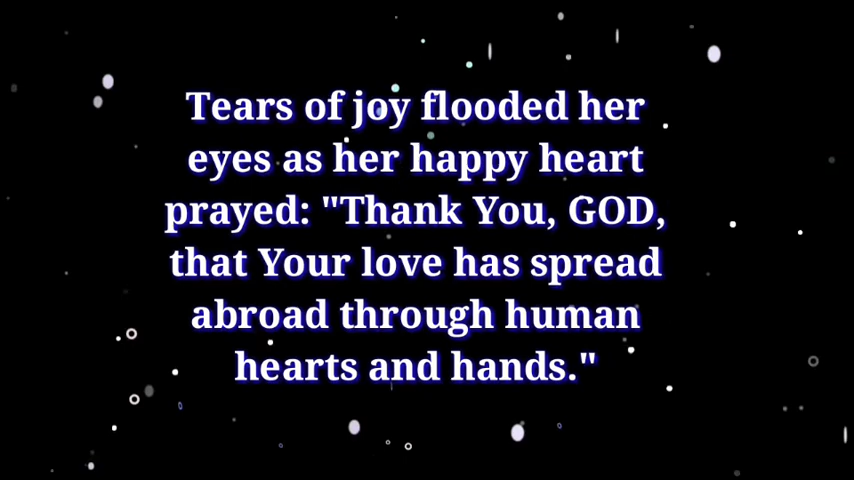 Tears of joy flooded her
eyes as her happy heart
prayed: "Thank You, GOD,
that Your love has spread
abroad through human
hearts and hands."